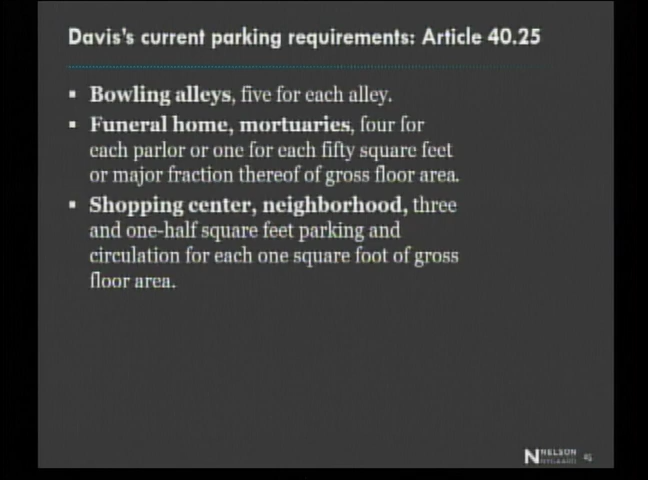 Davis's current parking requirements: Article 40.25
▪ Bowling alleys, five for each alley.
▪ Funeral home, mortuaries, four for
each parlor or one for each fifty square feet
or major fraction thereof of gross floor area.
▪ Shopping center, neighborhood, three
and one-half square feet parking and
circulation for each one square foot of gross
floor area.
NELSON